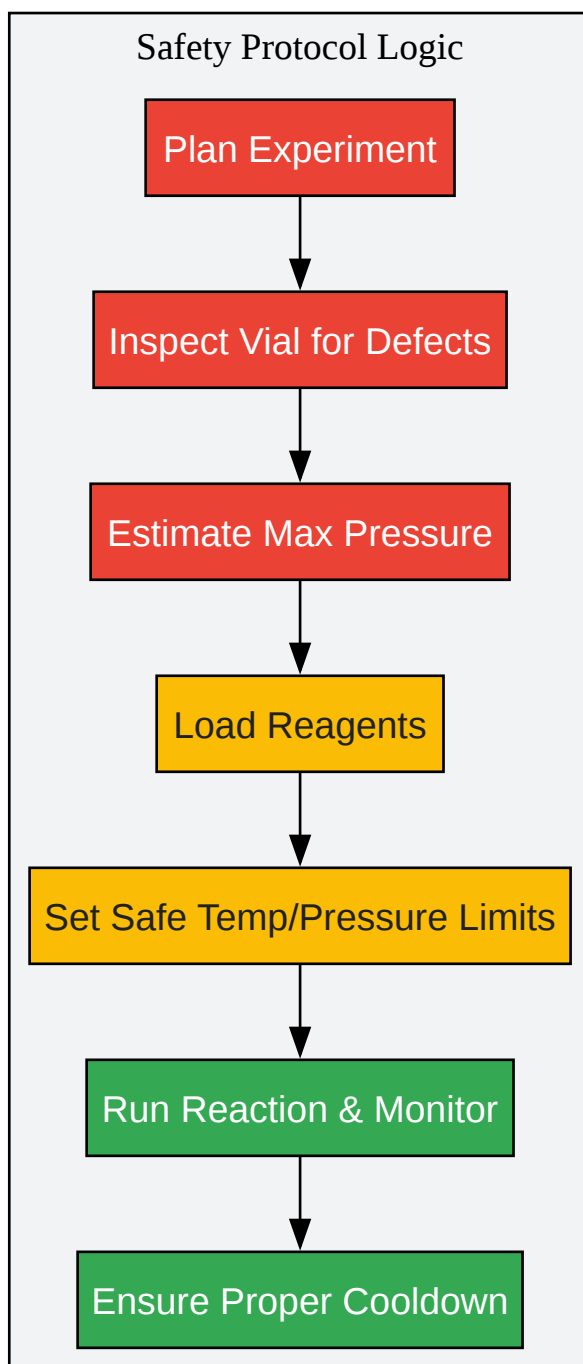 Safety Protocol Logic
Plan Experiment
Inspect Vial for Defects
Estimate Max Pressure
Load Reagents
Set Safe Temp/Pressure Limits
Run Reaction & Monitor
Ensure Proper Cooldown